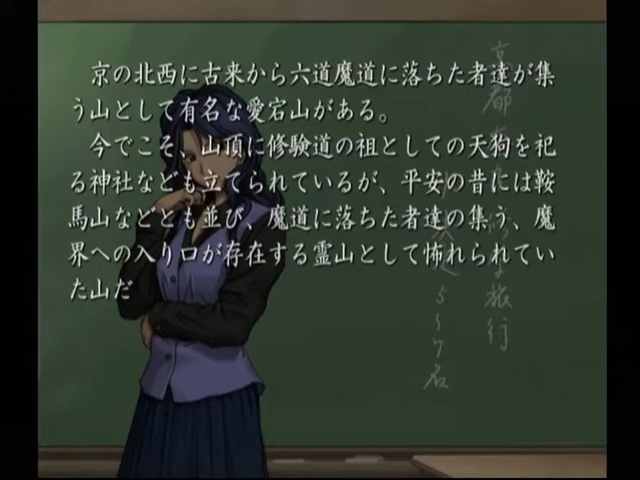 京の北西に古来から六道魔道に落ちた者達が集
う山として有名な愛宕山がある。
今でこそ、山頂に修験道の祖としての天狗を祀
る神社なども立てられているが、平安の昔には鞍
馬山などとも並び、魔道に落ちた者達の集う、魔
界への入り口が存在する霊山として怖れられてい
た山だ
旅行
5〜7名